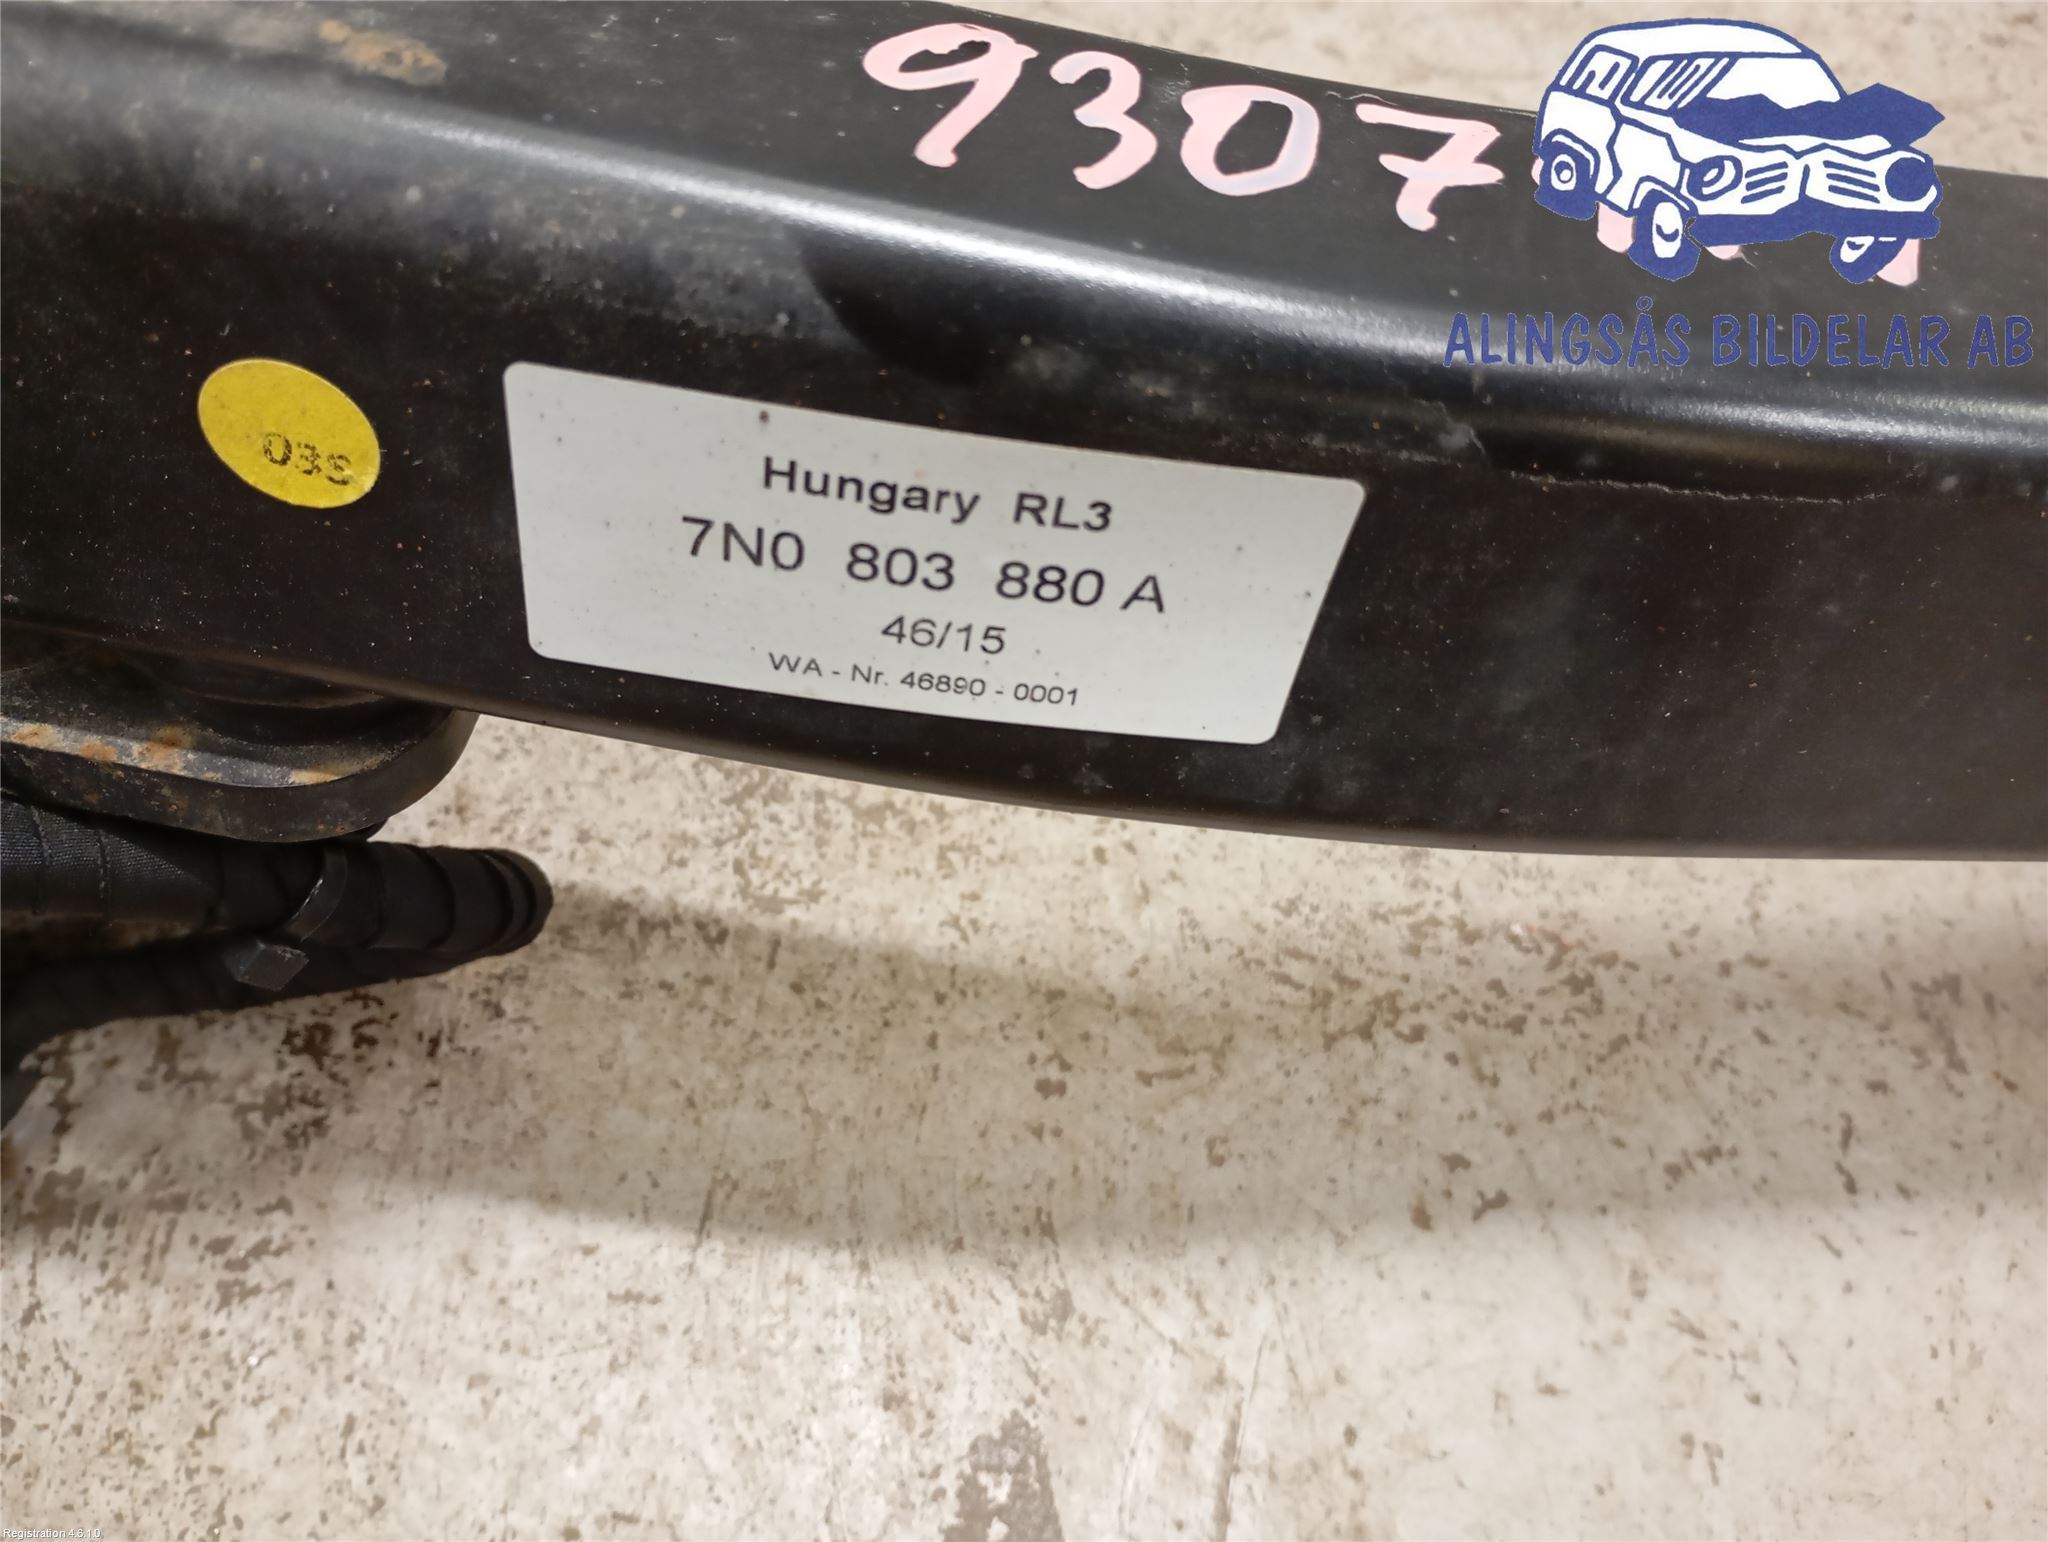 9307
ALINGSÅS BILDELAR AB
03S
Hungary RL3
7N0 803 880 A
46/15
WA - Nr. 46890 - 0001
Registration 4.6.1.0